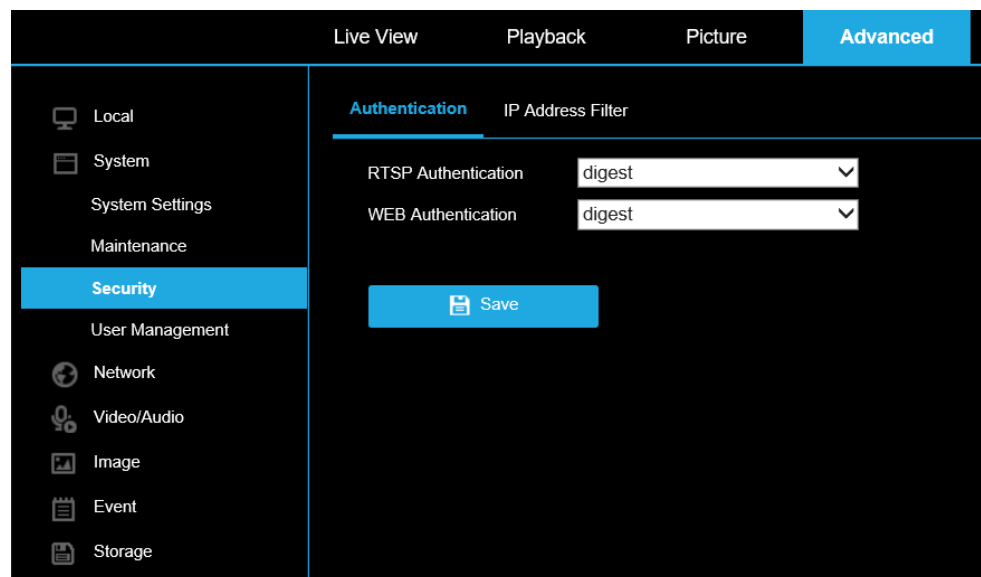 Live View Playback Picture Advanced
Local
System
System Settings
Maintenance
Security
User Management
Network
Video/Audio
Image
Event
Storage
Authentication IP Address Filter
RTSP Authentication digest
WEB Authentication digest
Save